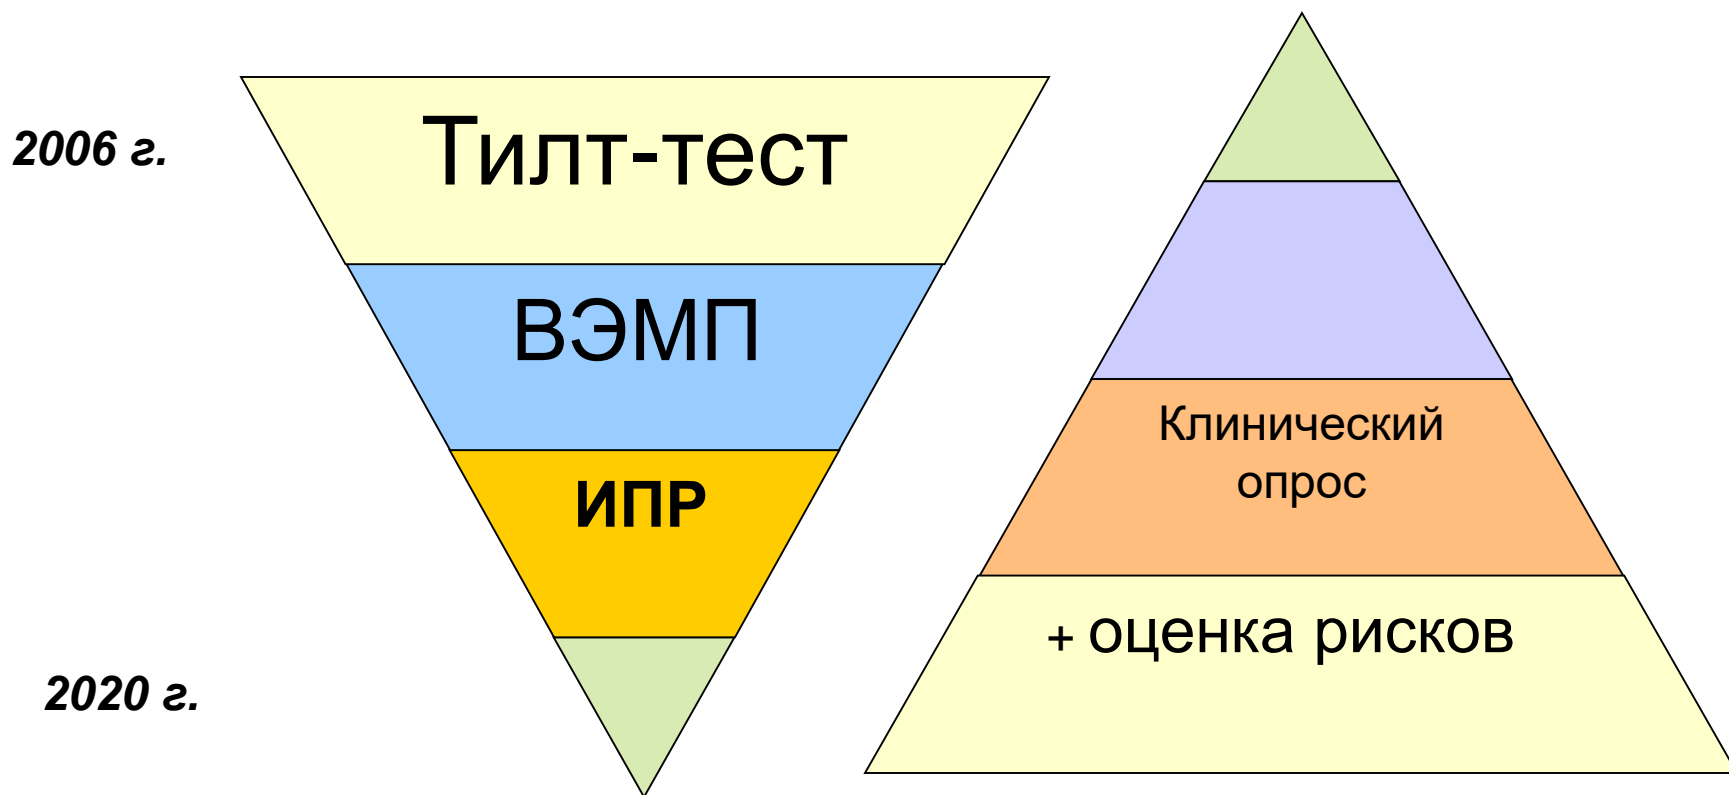 2006 г.
Тилт-тест
ВЭМП
ИПР
2020 г.
Клинический
опрос
+ оценка рисков